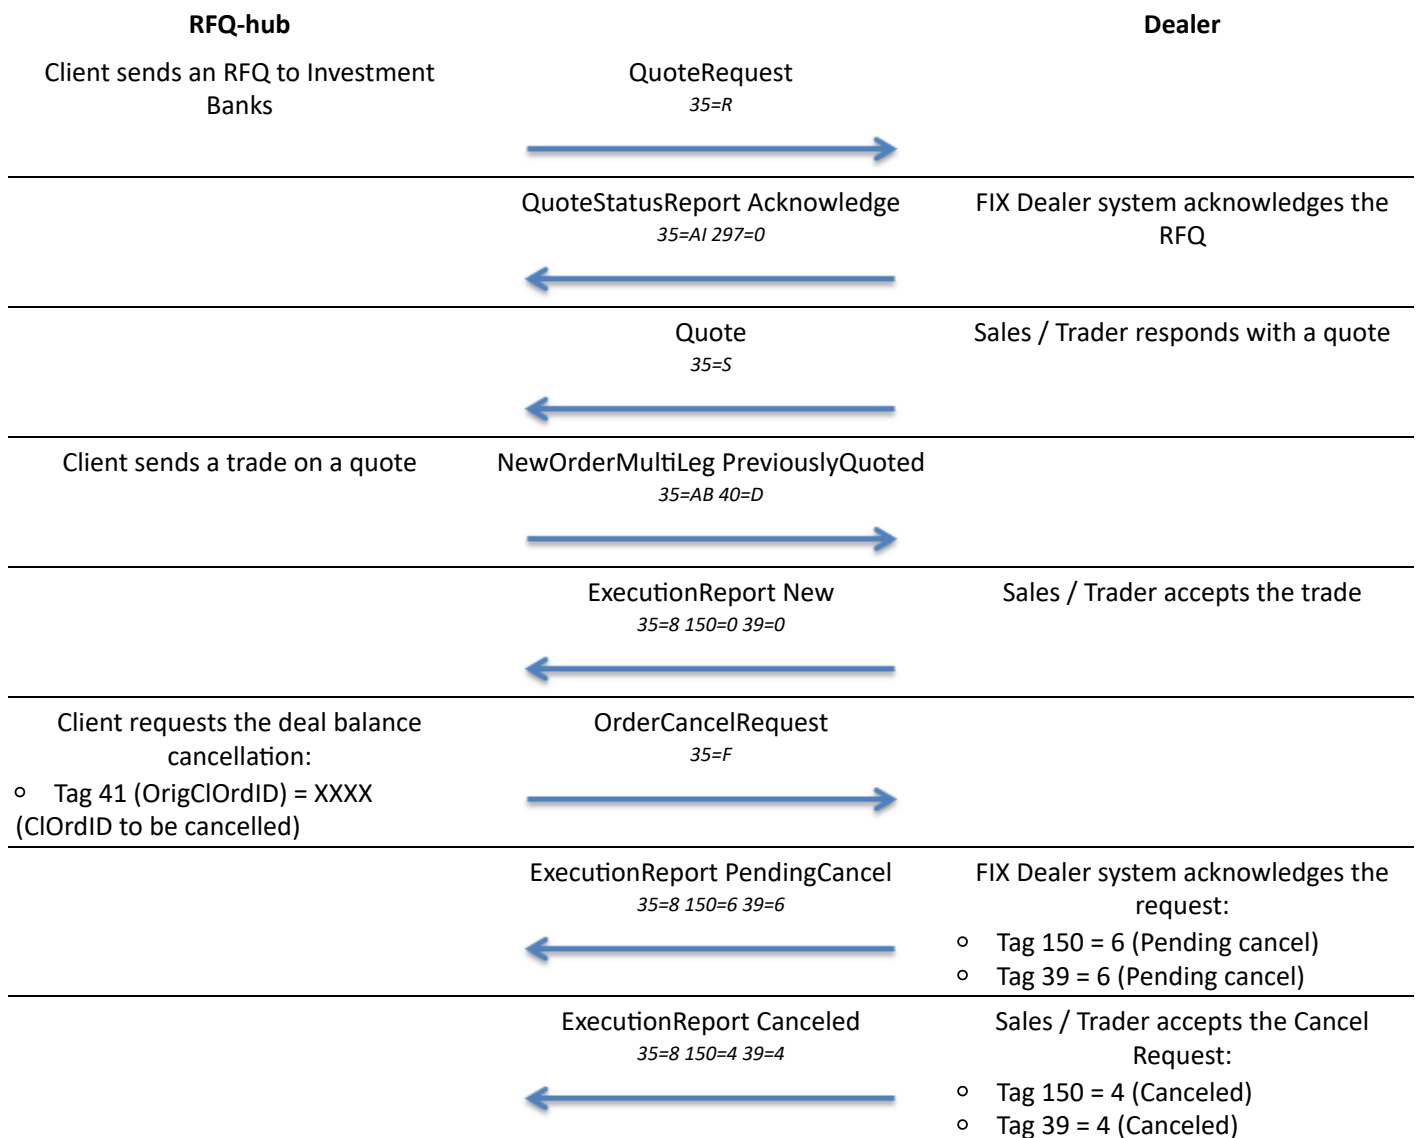 RFQ-hub
Dealer
Client sends an RFQ to Investment
Banks
QuoteRequest
35=R
QuoteStatusReport Acknowledge
35=AI 297=0
FIX Dealer system acknowledges the
RFQ
Quote
35=S
Sales / Trader responds with a quote
Client sends a trade on a quote
NewOrderMultiLeg PreviouslyQuoted
35=AB 40=D
ExecutionReport New
35=8 150=0 39=0
Sales / Trader accepts the trade
Client requests the deal balance
cancellation:
○ Tag 41 (OrigClOrdID) = XXXX
(ClOrdID to be cancelled)
OrderCancelRequest
35=F
ExecutionReport PendingCancel
35=8 150=6 39=6
FIX Dealer system acknowledges the
request:
○ Tag 150 = 6 (Pending cancel)
○ Tag 39 = 6 (Pending cancel)
ExecutionReport Canceled
35=8 150=4 39=4
Sales / Trader accepts the Cancel
Request:
○ Tag 150 = 4 (Canceled)
○ Tag 39 = 4 (Canceled)